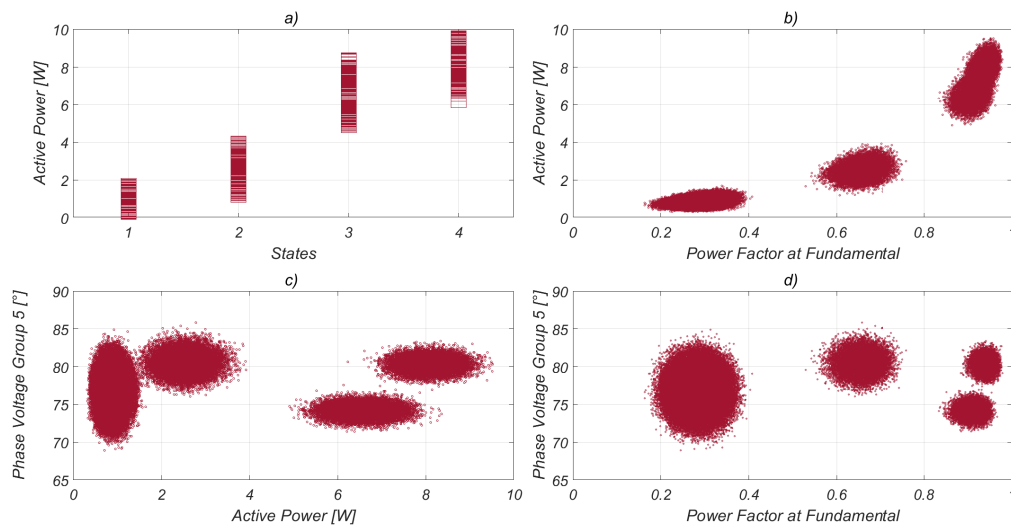 a)
Active Power [W]
10
8
6
4
2
0
1 2 3 4
States
b)
Active Power [W]
10
8
6
4
2
0
0 0.2 0.4 0.6 0.8 1
Power Factor at Fundamental
c)
Phase Voltage Group 5 [°]
90
85
80
75
70
65
0 2 4 6 8 10
Active Power [W]
d)
Phase Voltage Group 5 [°]
90
85
80
75
70
65
0 0.2 0.4 0.6 0.8
Power Factor at Fundamental